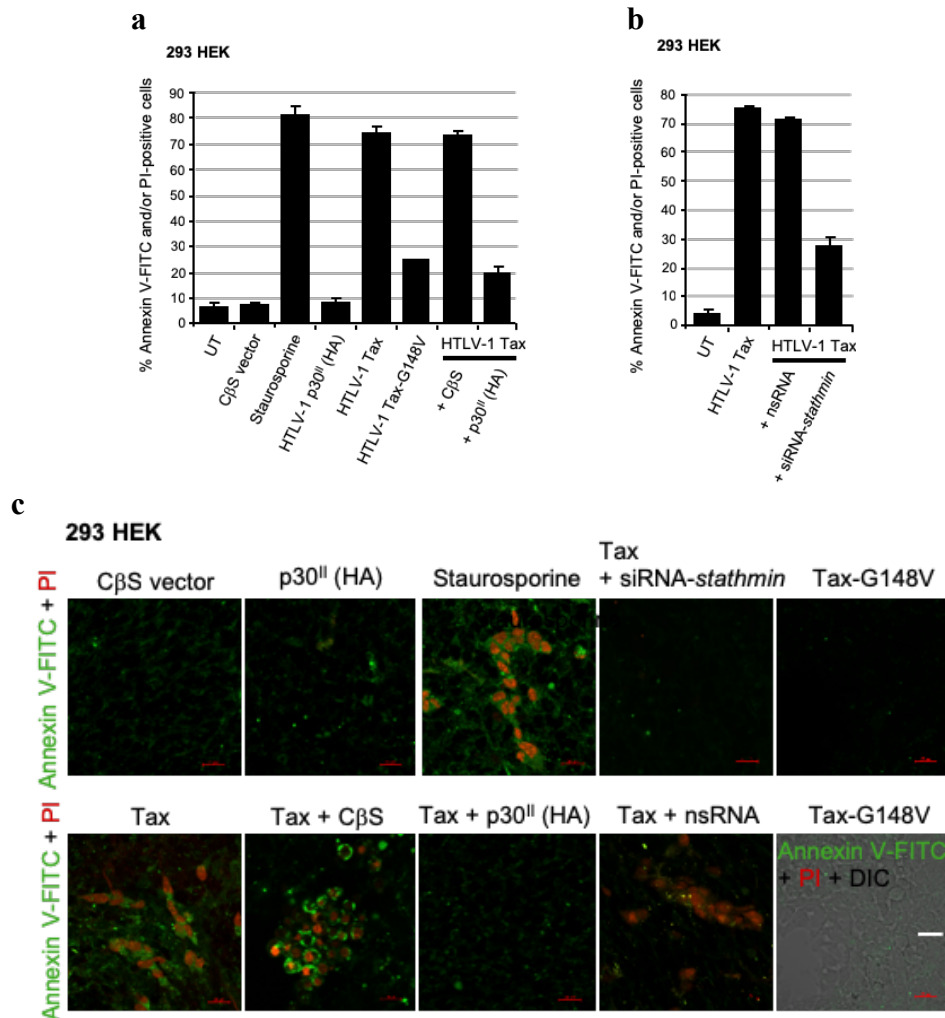 a
293 HEK
% Annexin V-FITC and/or PI-positive cells
90
80
70
60
50
40
30
20
10
0
UT
CβS vector
Staurosporine
HTLV-1 p30ᴵᴵ (HA)
HTLV-1 Tax
HTLV-1 Tax-G148V
HTLV-1 Tax
+ CβS
+ p30ᴵᴵ (HA)
b
293 HEK
% Annexin V-FITC and/or PI-positive cells
80
70
60
50
40
30
20
10
0
UT
HTLV-1 Tax
HTLV-1 Tax
+ nsRNA
+ siRNA-stathmin
c
293 HEK
Annexin V-FITC + PI
CβS vector
p30ᴵᴵ (HA)
Staurosporine
Tax
+ siRNA-stathmin
Tax-G148V
Annexin V-FITC + PI
Tax
Tax + CβS
Tax + p30ᴵᴵ (HA)
Tax + nsRNA
Tax-G148V
Annexin V-FITC
+ PI + DIC